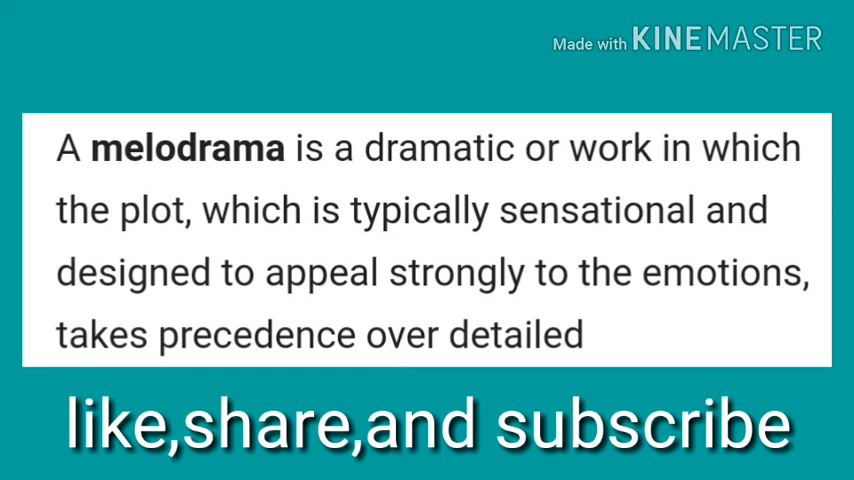 Made with KINEMASTER
A melodrama is a dramatic or work in which
the plot, which is typically sensational and
designed to appeal strongly to the emotions,
takes precedence over detailed
like,share,and subscribe